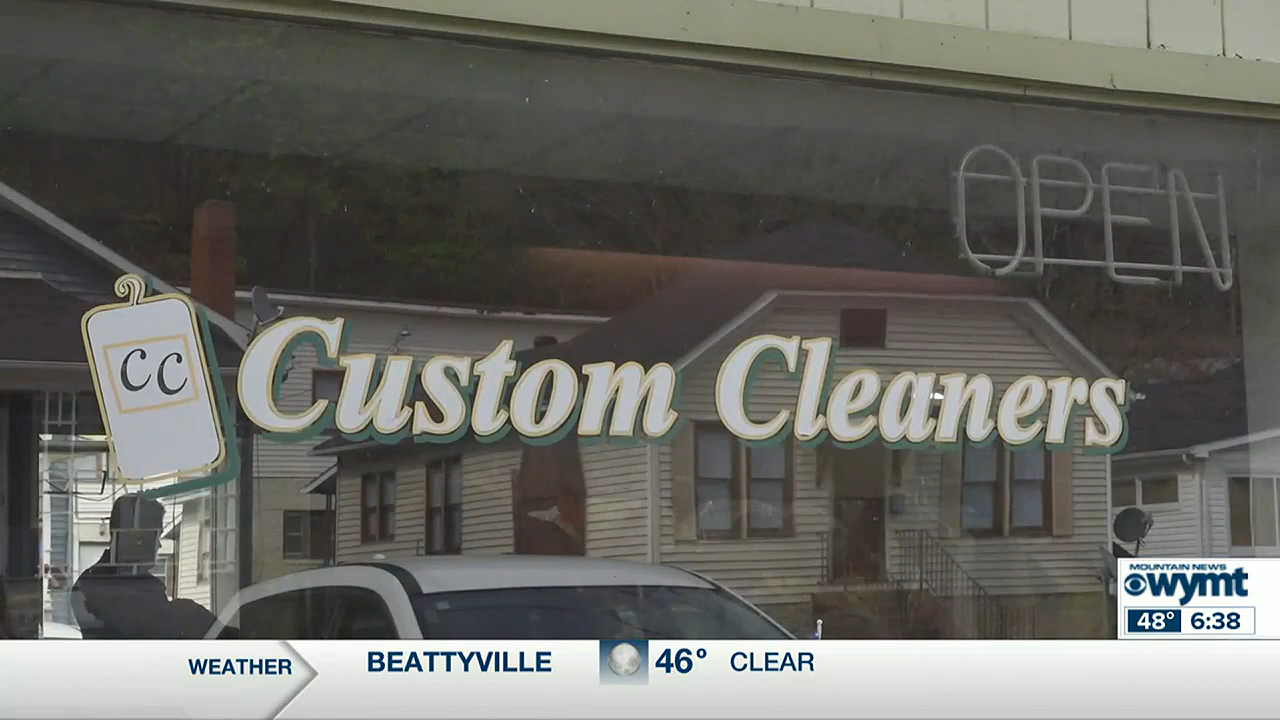 OPEN
CC
Custom Cleaners
MOUNTAIN NEWS
wymt
48° 6:38
WEATHER BEATTYVILLE 46° CLEAR